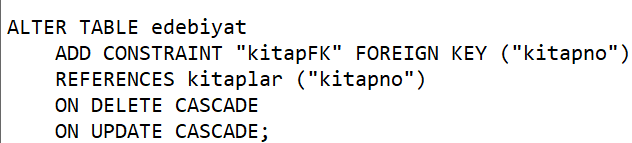 ALTER TABLE edebiyat
ADD CONSTRAINT "kitapFK" FOREIGN KEY ("kitapno")
REFERENCES kitaplar ("kitapno")
ON DELETE CASCADE
ON UPDATE CASCADE;